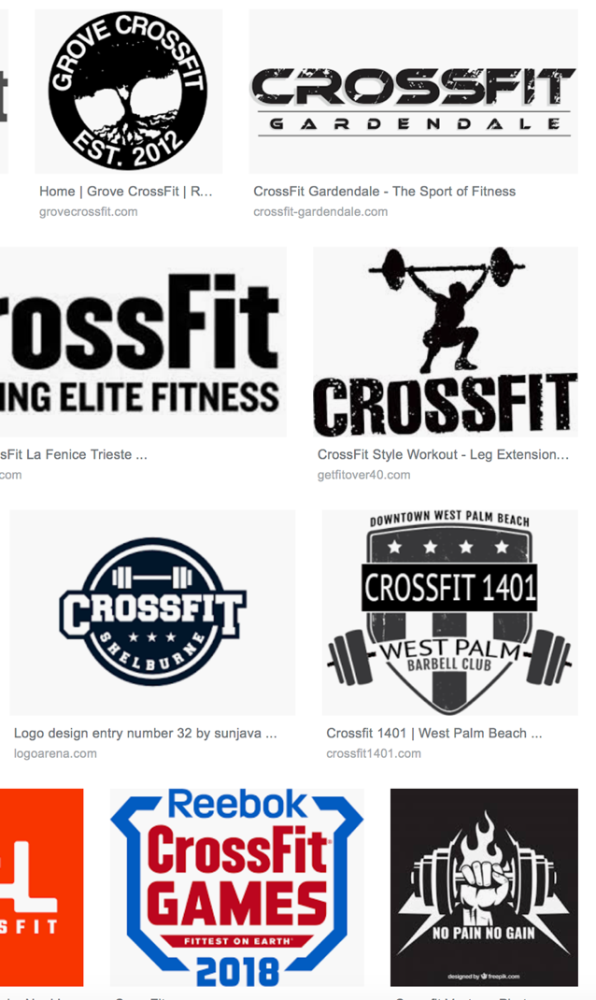 GROVE CROSSFIT
EST. 2012
CROSSFIT
GARDENDALE
Home | Grove CrossFit | R...
grovecrossfit.com
CrossFit Gardendale - The Sport of Fitness
crossfit-gardendale.com
rossFit
ING ELITE FITNESS
CROSSFIT
sFit La Fenice Trieste ...
com
CrossFit Style Workout - Leg Extension...
getfitover40.com
CROSSFIT
SHELBURNE
DOWNTOWN WEST PALM BEACH
CROSSFIT 1401
WEST PALM
BARBELL CLUB
Logo design entry number 32 by sunjava ...
logoarena.com
Crossfit 1401 | West Palm Beach ...
crossfit1401.com
SFIT
Reebok
CrossFit®
GAMES
FITTEST ON EARTH™
2018
NO PAIN NO GAIN
designed by freepik.com